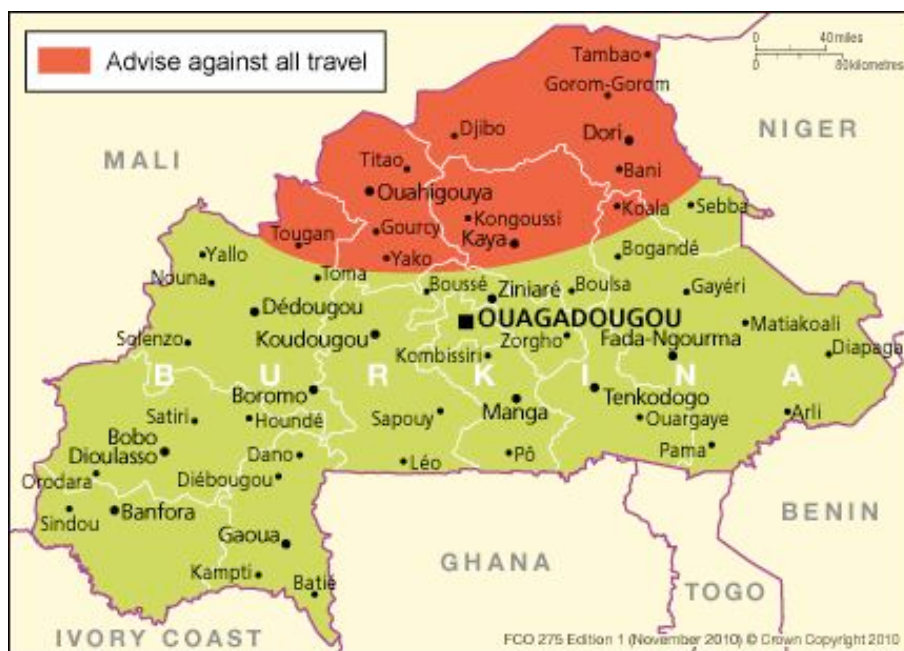 Advise against all travel
0 40 miles
0 80 kilometres
Tambao
Gorom-Gorom
Djibo
Dori
NIGER
MALI
Titao
Bani
Ouahigouya
Koala
Sebba
Kongoussi
Gourcy
Tougan
Kaya
Yako
Bogandé
Yallo
Toma
Nouna
Boussé
Ziniaré
Boulsa
Gayéri
Dédougou
OUAGADOUGOU
Matiakoali
Solenzo
Koudougou
Zorgho
Fada-Ngourma
Kombissiri
Diapaga
BURKINA
Boromo
Tenkodogo
Satiri
Houndé
Sapouy
Manga
Ouargaye
Arli
Bobo
Dioulasso
Dano
Léo
Pô
Pama
Orodara
Diébougou
Sindou
Banfora
BENIN
Gaoua
GHANA
Kampti
Batié
TOGO
IVORY COAST
FCO 275 Edition 1 (November 2010) © Crown Copyright 2010